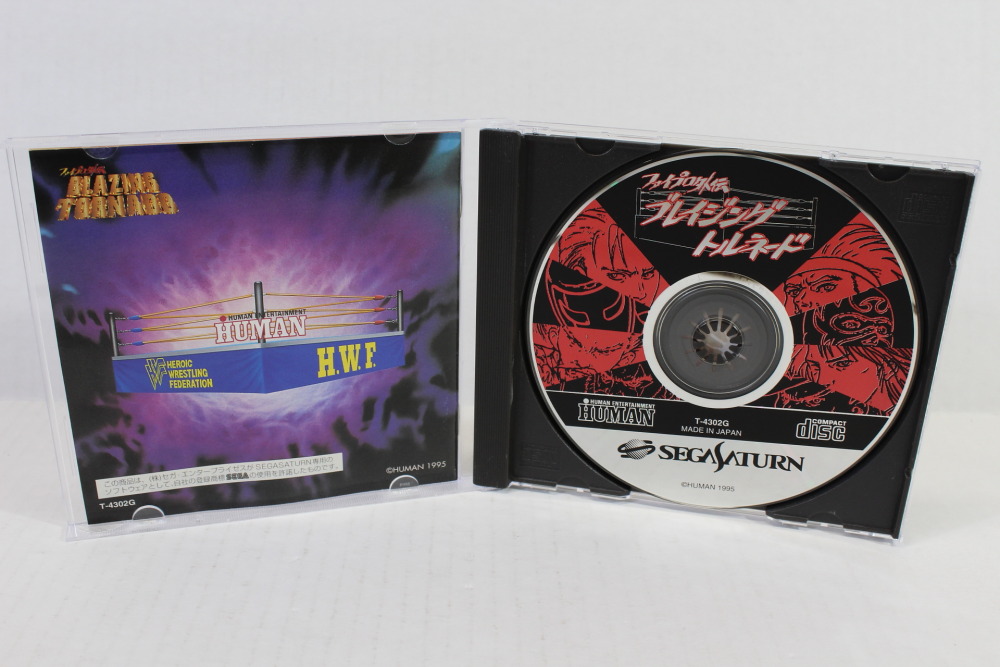 ファイプロ外伝
BLAZING
TORNADO
HUMAN ENTERTAINMENT
HUMAN
HEROIC
WRESTLING
FEDERATION
H.W.F.
この商品は、(株)セガ・エンタープライゼスがSEGASATURN専用の
ソフトウェアとして、自社の登録商標SEGAの使用を許諾したものです。
©HUMAN 1995
T-4302G
ファイプロ外伝
ブレイジング
トルネード
HUMAN ENTERTAINMENT
HUMAN
T-4302G
MADE IN JAPAN
COMPACT
disc
SEGASATURN
©HUMAN 1995